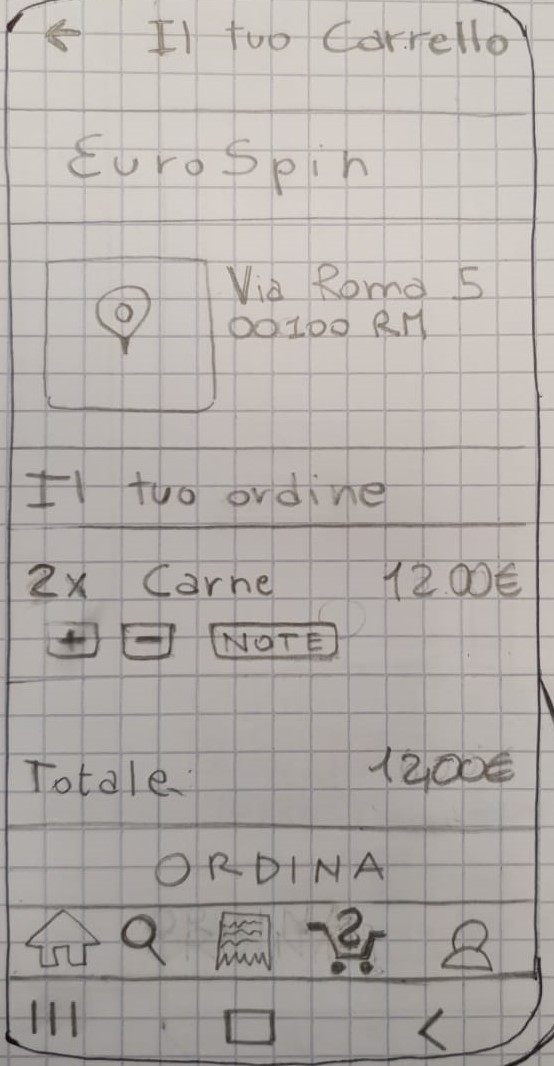 ← Il tuo Carrello
EuroSpin
Via Roma 5
00100 RM
Il tuo ordine
2x Carne 12.00€
+ - NOTE
Totale: 12,00€
ORDINA
2